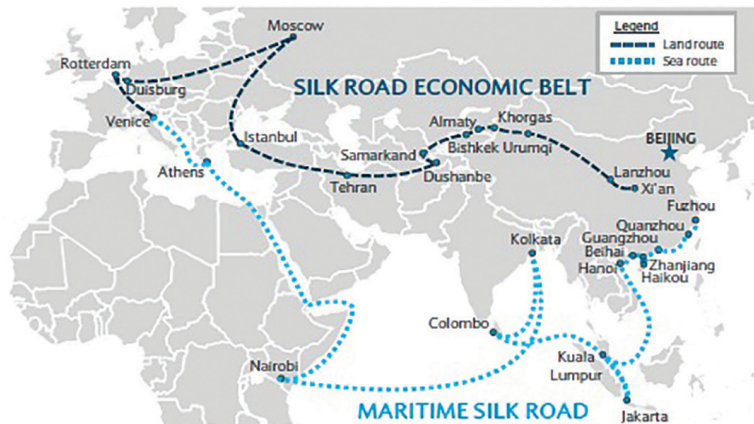 Legend
Land route
Sea route
Moscow
Rotterdam
Duisburg
SILK ROAD ECONOMIC BELT
Venice
Istanbul
Almaty
Khorgas
Bishkek Urumqi
BEIJING
Samarkand
Athens
Tehran
Dushanbe
Lanzhou
Xi'an
Fuzhou
Quanzhou
Kolkata
Guangzhou
Beihai
Hanoi
Zhanjiang
Haikou
Colombo
Nairobi
Kuala
Lumpur
MARITIME SILK ROAD
Jakarta